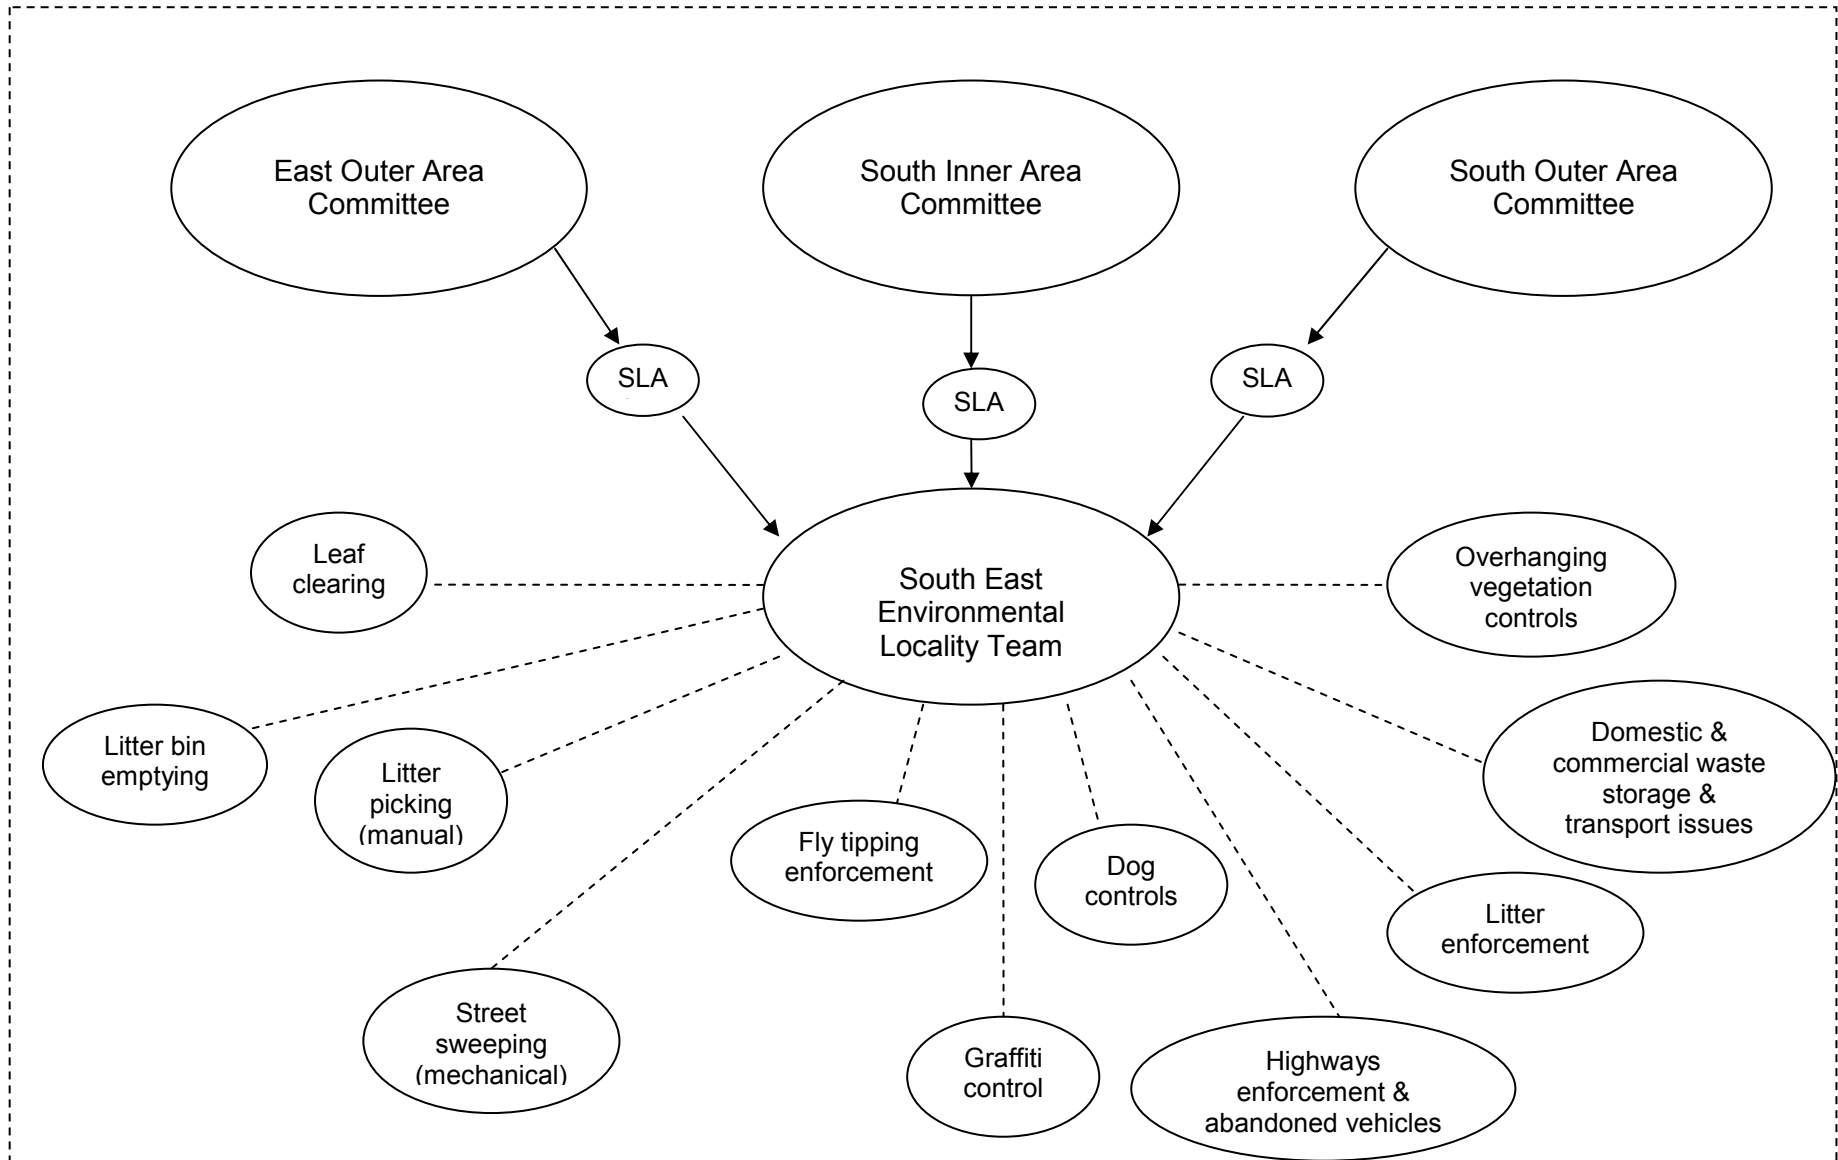 East Outer Area
Committee
South Inner Area
Committee
South Outer Area
Committee
SLA
SLA
SLA
South East
Environmental
Locality Team
Leaf
clearing
Overhanging
vegetation
controls
Litter bin
emptying
Litter
picking
(manual)
Fly tipping
enforcement
Dog
controls
Domestic &
commercial waste
storage &
transport issues
Litter
enforcement
Street
sweeping
(mechanical)
Graffiti
control
Highways
enforcement &
abandoned vehicles